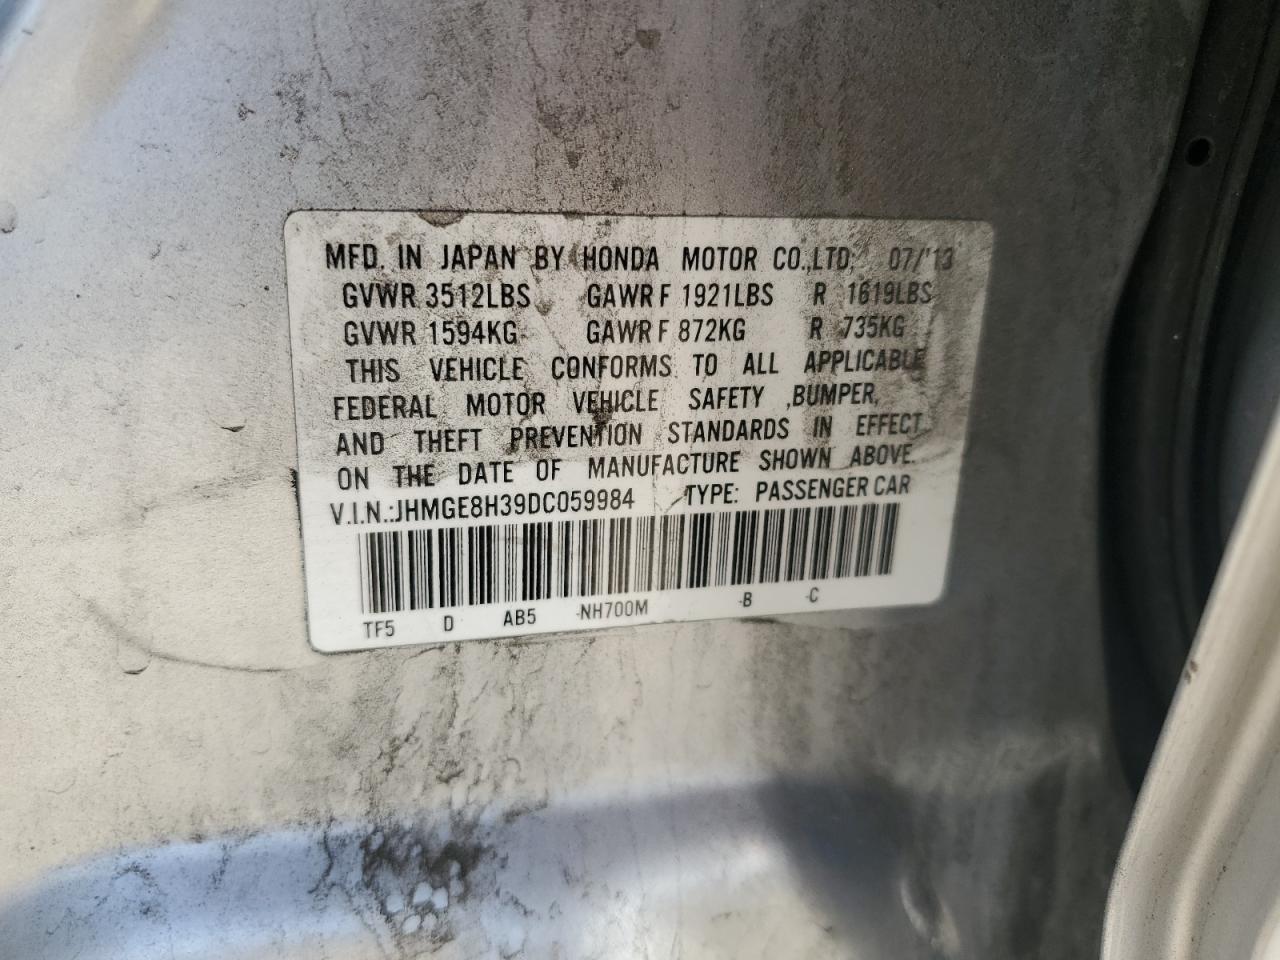 MFD. IN JAPAN BY HONDA MOTOR CO.,LTD. 07/'13
GVWR 3512LBS GAWR F 1921LBS R 1619LBS
GVWR 1594KG GAWR F 872KG R 735KG
THIS VEHICLE CONFORMS TO ALL APPLICABLE
FEDERAL MOTOR VEHICLE SAFETY ,BUMPER,
AND THEFT PREVENTION STANDARDS IN EFFECT
ON THE DATE OF MANUFACTURE SHOWN ABOVE.
V.I.N.:JHMGE8H39DC059984 TYPE: PASSENGER CAR
TF5 D AB5 -NH700M -B -C